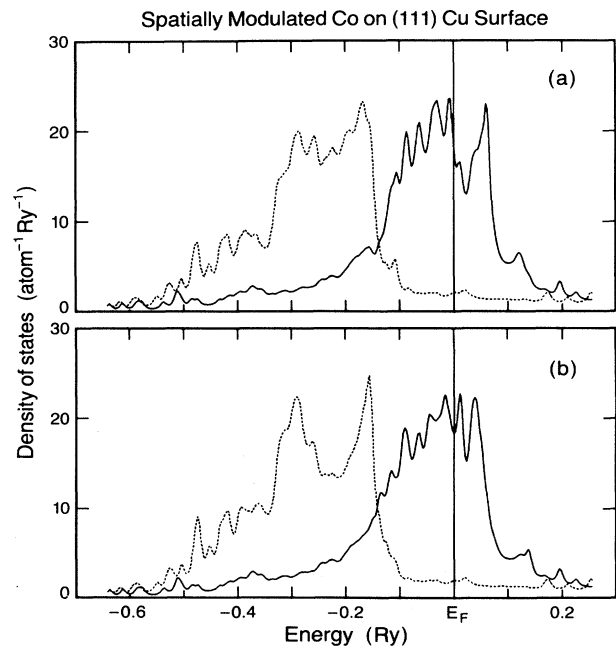 Spatially Modulated Co on (111) Cu Surface
30
(a)
20
10
0
Density of states (atom⁻¹ Ry⁻¹)
30
(b)
20
10
0
−0.6 −0.4 −0.2 E_F 0.2
Energy (Ry)